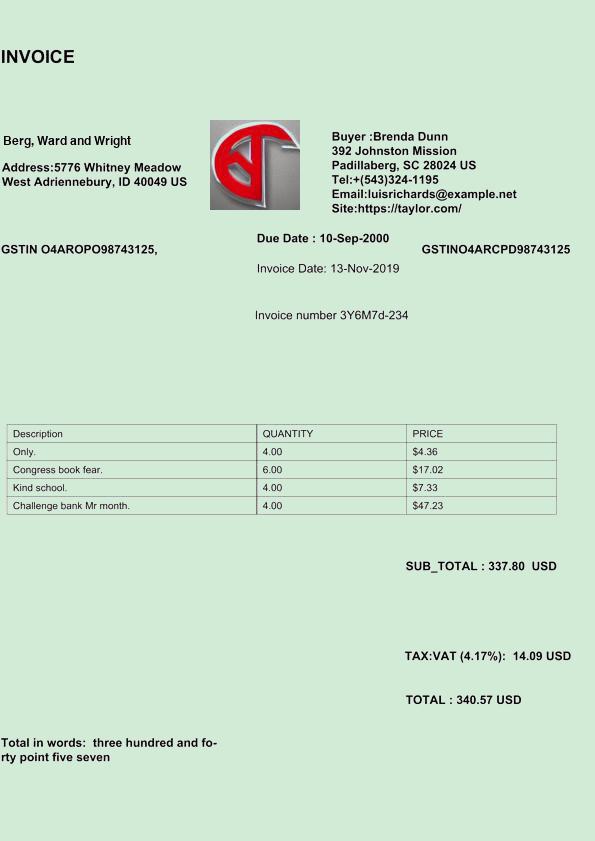 INVOICE
Berg, Ward and Wright
Address:5776 Whitney Meadow
West Adriennebury, ID 40049 US
Buyer :Brenda Dunn
392 Johnston Mission
Padillaberg, SC 28024 US
Tel:+(543)324-1195
Email:luisrichards@example.net
Site:https://taylor.com/
GSTIN O4AROPO98743125,
Due Date : 10-Sep-2000
GSTINO4ARCPD98743125
Invoice Date: 13-Nov-2019
Invoice number 3Y6M7d-234
Description QUANTITY PRICE
Only. 4.00 $4.36
Congress book fear. 6.00 $17.02
Kind school. 4.00 $7.33
Challenge bank Mr month. 4.00 $47.23
SUB_TOTAL : 337.80 USD
TAX:VAT (4.17%): 14.09 USD
TOTAL : 340.57 USD
Total in words: three hundred and fo-
rty point five seven